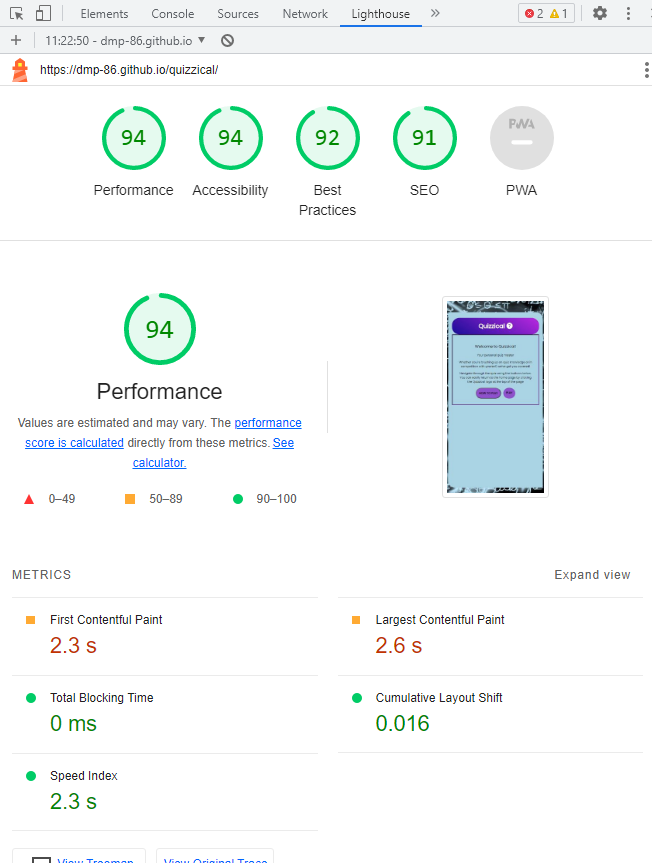 Elements Console Sources Network Lighthouse » 2 1
+ 11:22:50 - dmp-86.github.io ▼
https://dmp-86.github.io/quizzical/
94 94 92 91 PWA
Performance Accessibility Best Practices SEO PWA
94
Performance
Values are estimated and may vary. The performance
score is calculated directly from these metrics. See
calculator.
0–49 50–89 90–100
Quizzical ?
METRICS Expand view
First Contentful Paint Largest Contentful Paint
2.3 s 2.6 s
Total Blocking Time Cumulative Layout Shift
0 ms 0.016
Speed Index
2.3 s
View Treemap View Original Trace